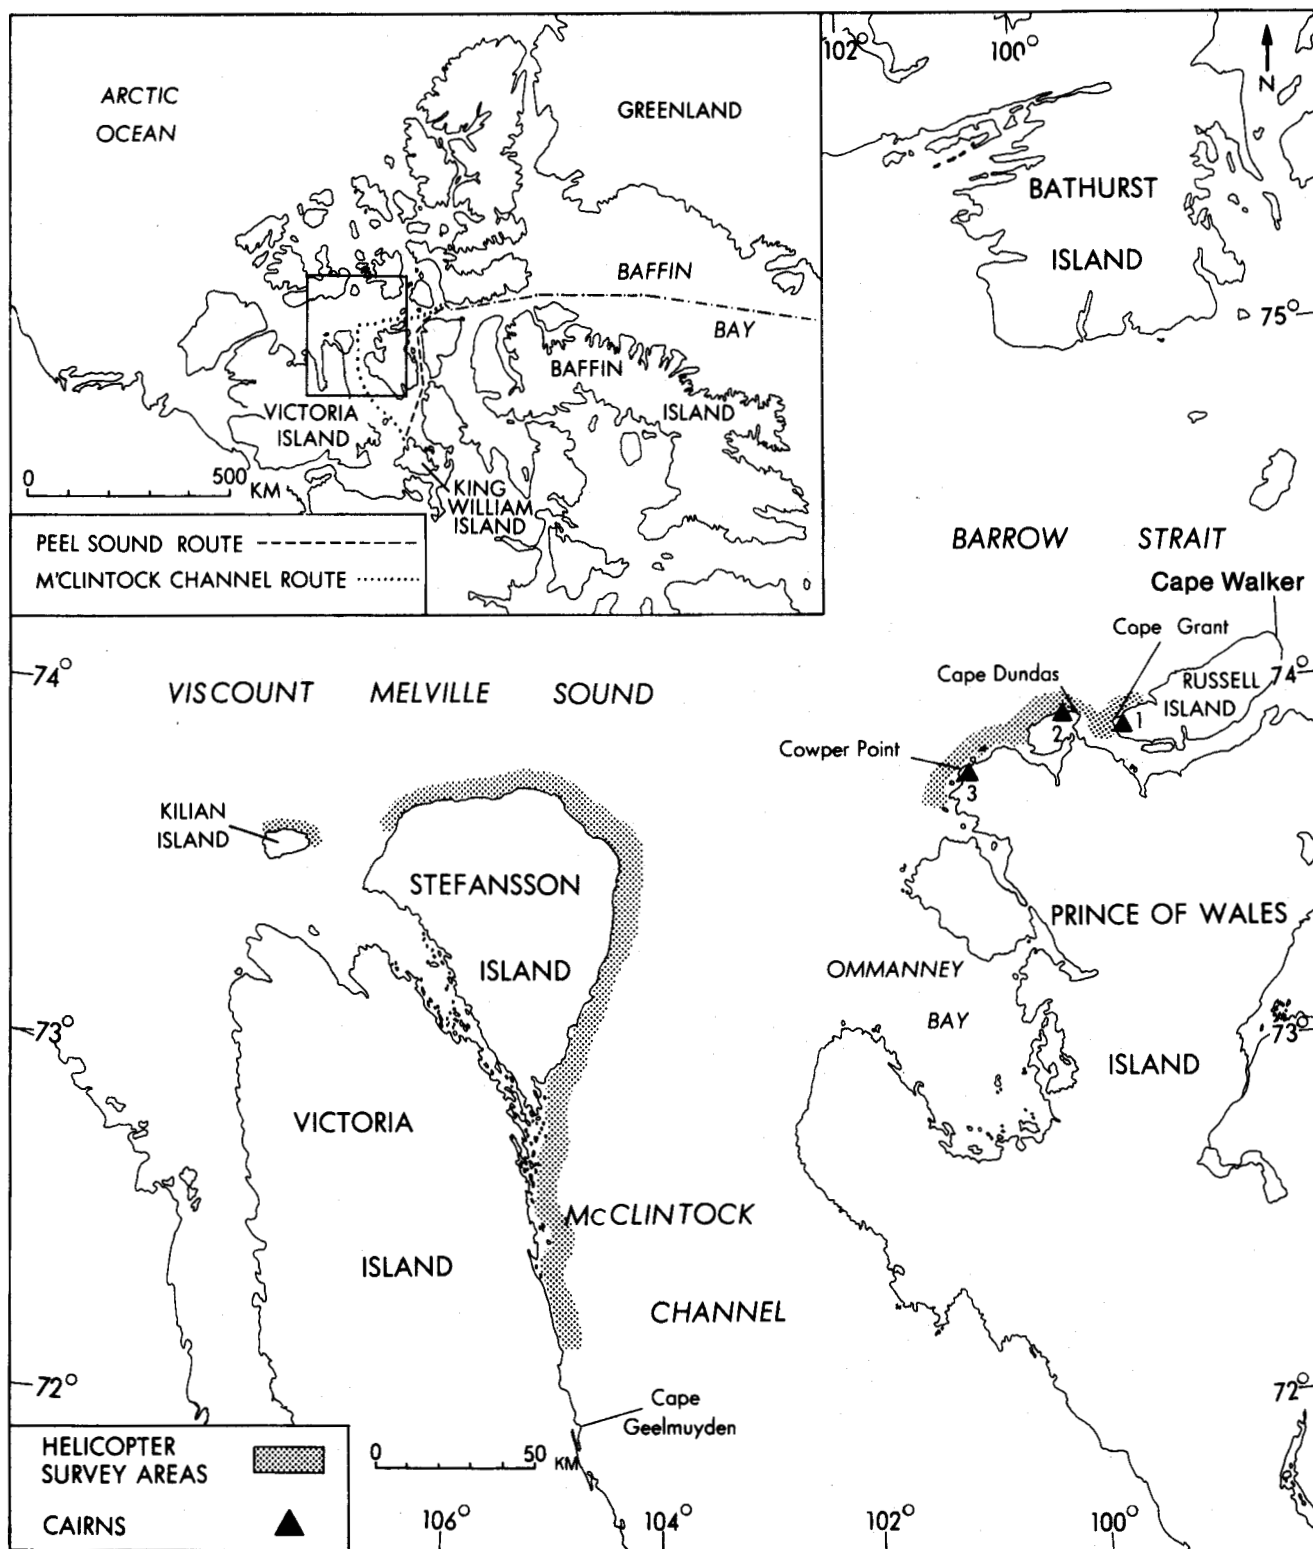 ARCTIC
OCEAN
GREENLAND
BAFFIN
BAY
BAFFIN
ISLAND
VICTORIA
ISLAND
KING
WILLIAM
ISLAND
0 500
KM
PEEL SOUND ROUTE
M'CLINTOCK CHANNEL ROUTE
102° 100°
N
BATHURST
ISLAND
75°
BARROW STRAIT
Cape Walker
Cape Grant
Cape Dundas
RUSSELL
ISLAND
74° 74°
VISCOUNT MELVILLE SOUND
1
2
Cowper Point
3
KILIAN
ISLAND
STEFANSSON
ISLAND
PRINCE OF WALES
ISLAND
OMMANNEY
BAY
73° 73°
VICTORIA
ISLAND
McCLINTOCK
CHANNEL
72° 72°
Cape
Geelmuyden
HELICOPTER
SURVEY AREAS
CAIRNS
0 50
KM
106° 104° 102° 100°